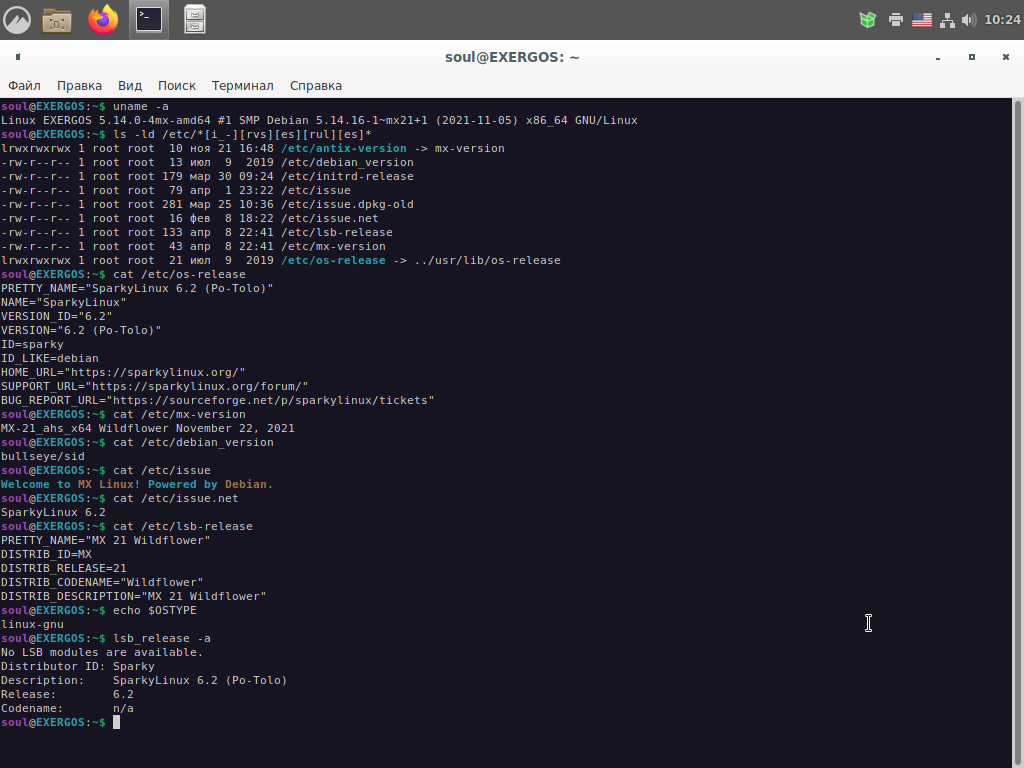 10:24
soul@EXERGOS: ~
Файл Правка Вид Поиск Терминал Справка
soul@EXERGOS:~$ uname -a
Linux EXERGOS 5.14.0-4mx-amd64 #1 SMP Debian 5.14.16-1~mx21+1 (2021-11-05) x86_64 GNU/Linux
soul@EXERGOS:~$ ls -ld /etc/*[i_-][rvs][es][rul][es]*
lrwxrwxrwx 1 root root  10 ноя 21 16:48 /etc/antix-version -> mx-version
-rw-r--r-- 1 root root  13 июл  9  2019 /etc/debian_version
-rw-r--r-- 1 root root 179 мар 30 09:24 /etc/initrd-release
-rw-r--r-- 1 root root  79 апр  1 23:22 /etc/issue
-rw-r--r-- 1 root root 281 мар 25 10:36 /etc/issue.dpkg-old
-rw-r--r-- 1 root root  16 фев  8 18:22 /etc/issue.net
-rw-r--r-- 1 root root 133 апр  8 22:41 /etc/lsb-release
-rw-r--r-- 1 root root  43 апр  8 22:41 /etc/mx-version
lrwxrwxrwx 1 root root  21 июл  9  2019 /etc/os-release -> ../usr/lib/os-release
soul@EXERGOS:~$ cat /etc/os-release
PRETTY_NAME="SparkyLinux 6.2 (Po-Tolo)"
NAME="SparkyLinux"
VERSION_ID="6.2"
VERSION="6.2 (Po-Tolo)"
ID=sparky
ID_LIKE=debian
HOME_URL="https://sparkylinux.org/"
SUPPORT_URL="https://sparkylinux.org/forum/"
BUG_REPORT_URL="https://sourceforge.net/p/sparkylinux/tickets"
soul@EXERGOS:~$ cat /etc/mx-version
MX-21_ahs_x64 Wildflower November 22, 2021
soul@EXERGOS:~$ cat /etc/debian_version
bullseye/sid
soul@EXERGOS:~$ cat /etc/issue
Welcome to MX Linux! Powered by Debian.
soul@EXERGOS:~$ cat /etc/issue.net
SparkyLinux 6.2
soul@EXERGOS:~$ cat /etc/lsb-release
PRETTY_NAME="MX 21 Wildflower"
DISTRIB_ID=MX
DISTRIB_RELEASE=21
DISTRIB_CODENAME="Wildflower"
DISTRIB_DESCRIPTION="MX 21 Wildflower"
soul@EXERGOS:~$ echo $OSTYPE
linux-gnu
soul@EXERGOS:~$ lsb_release -a
No LSB modules are available.
Distributor ID: Sparky
Description:    SparkyLinux 6.2 (Po-Tolo)
Release:        6.2
Codename:       n/a
soul@EXERGOS:~$